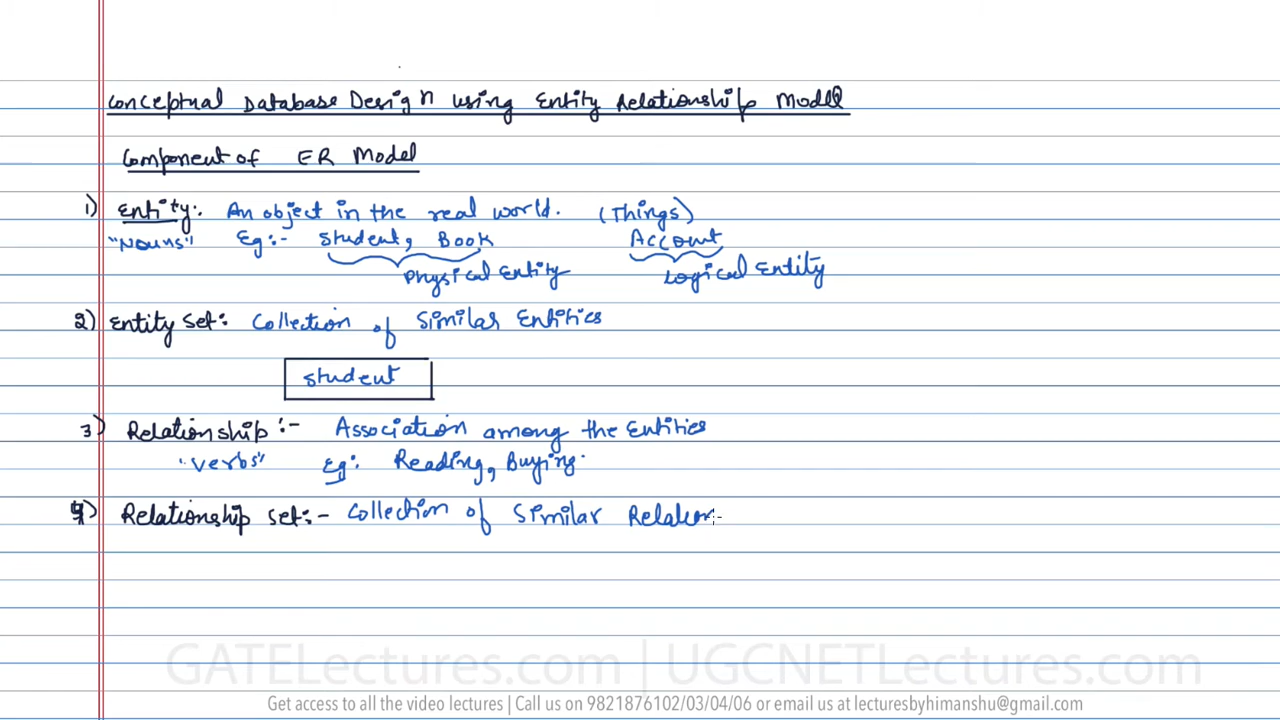 Conceptual Database Design using Entity Relationship Model
Component of ER Model
1) Entity:. An object in the real world. (Things)
"Nouns" Eg:- Student, Book Account
Physical Entity Logical Entity
2) Entity Set: Collection of Similar Entities
Student
3) Relationship :- Association among the Entities
"Verbs" Eg: Reading, Buying.
4) Relationship set:- Collection of Similar Relation
GATELectures.com | UGCNETLectures.com
Get access to all the video lectures | Call us on 9821876102/03/04/06 or email us at lecturesbyhimanshu@gmail.com